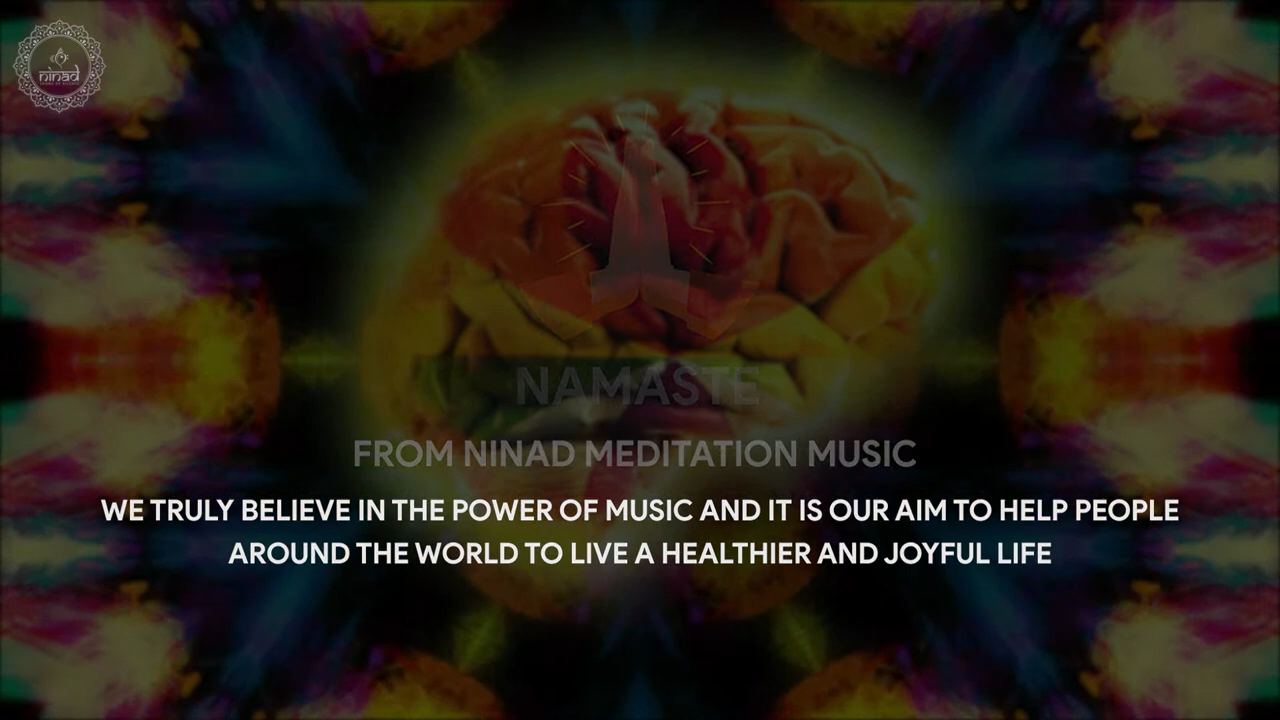 ninad
NAMASTE
FROM NINAD MEDITATION MUSIC
WE TRULY BELIEVE IN THE POWER OF MUSIC AND IT IS OUR AIM TO HELP PEOPLE
AROUND THE WORLD TO LIVE A HEALTHIER AND JOYFUL LIFE